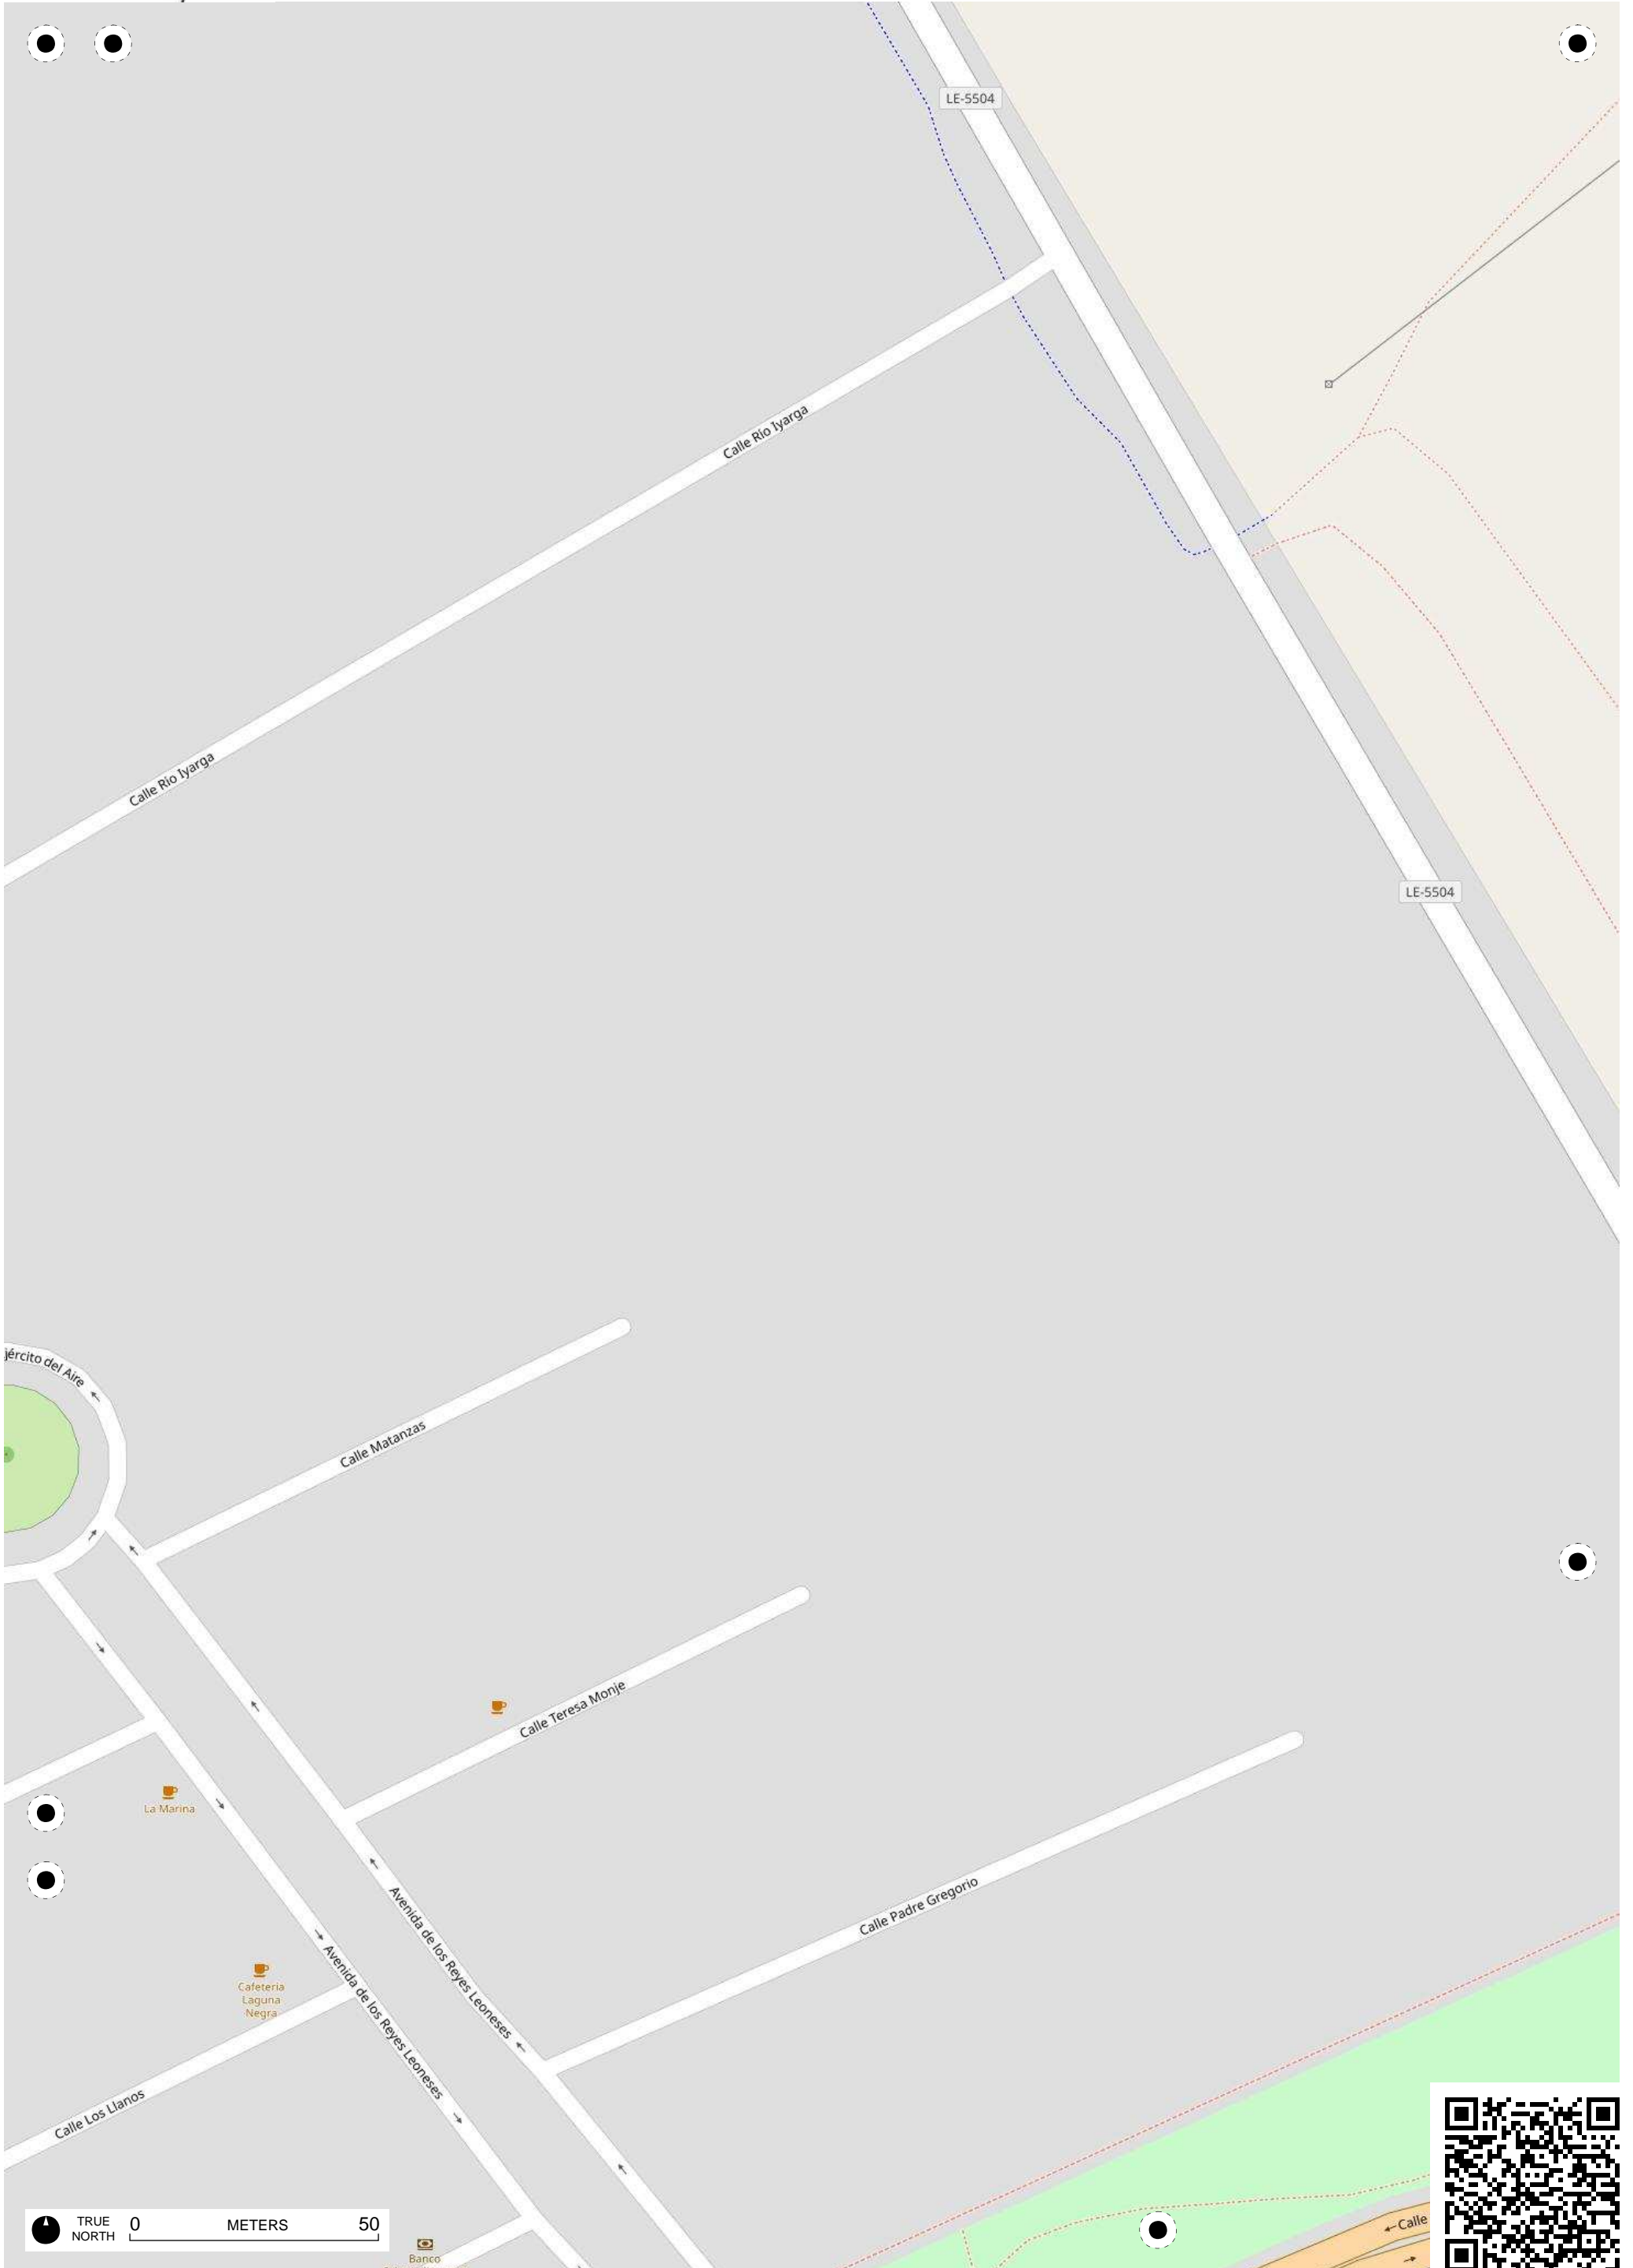 LE-5504
Calle Río Iyarga
Calle Río Iyarga
LE-5504
jército del Aire
Calle Matanzas
Calle Teresa Monje
La Marina
Calle Padre Gregorio
Avenida de los Reyes Leoneses
Avenida de los Reyes Leoneses
Cafetería
Laguna
Negra
Calle Los Llanos
TRUE
NORTH
0 METERS 50
Calle
Banco